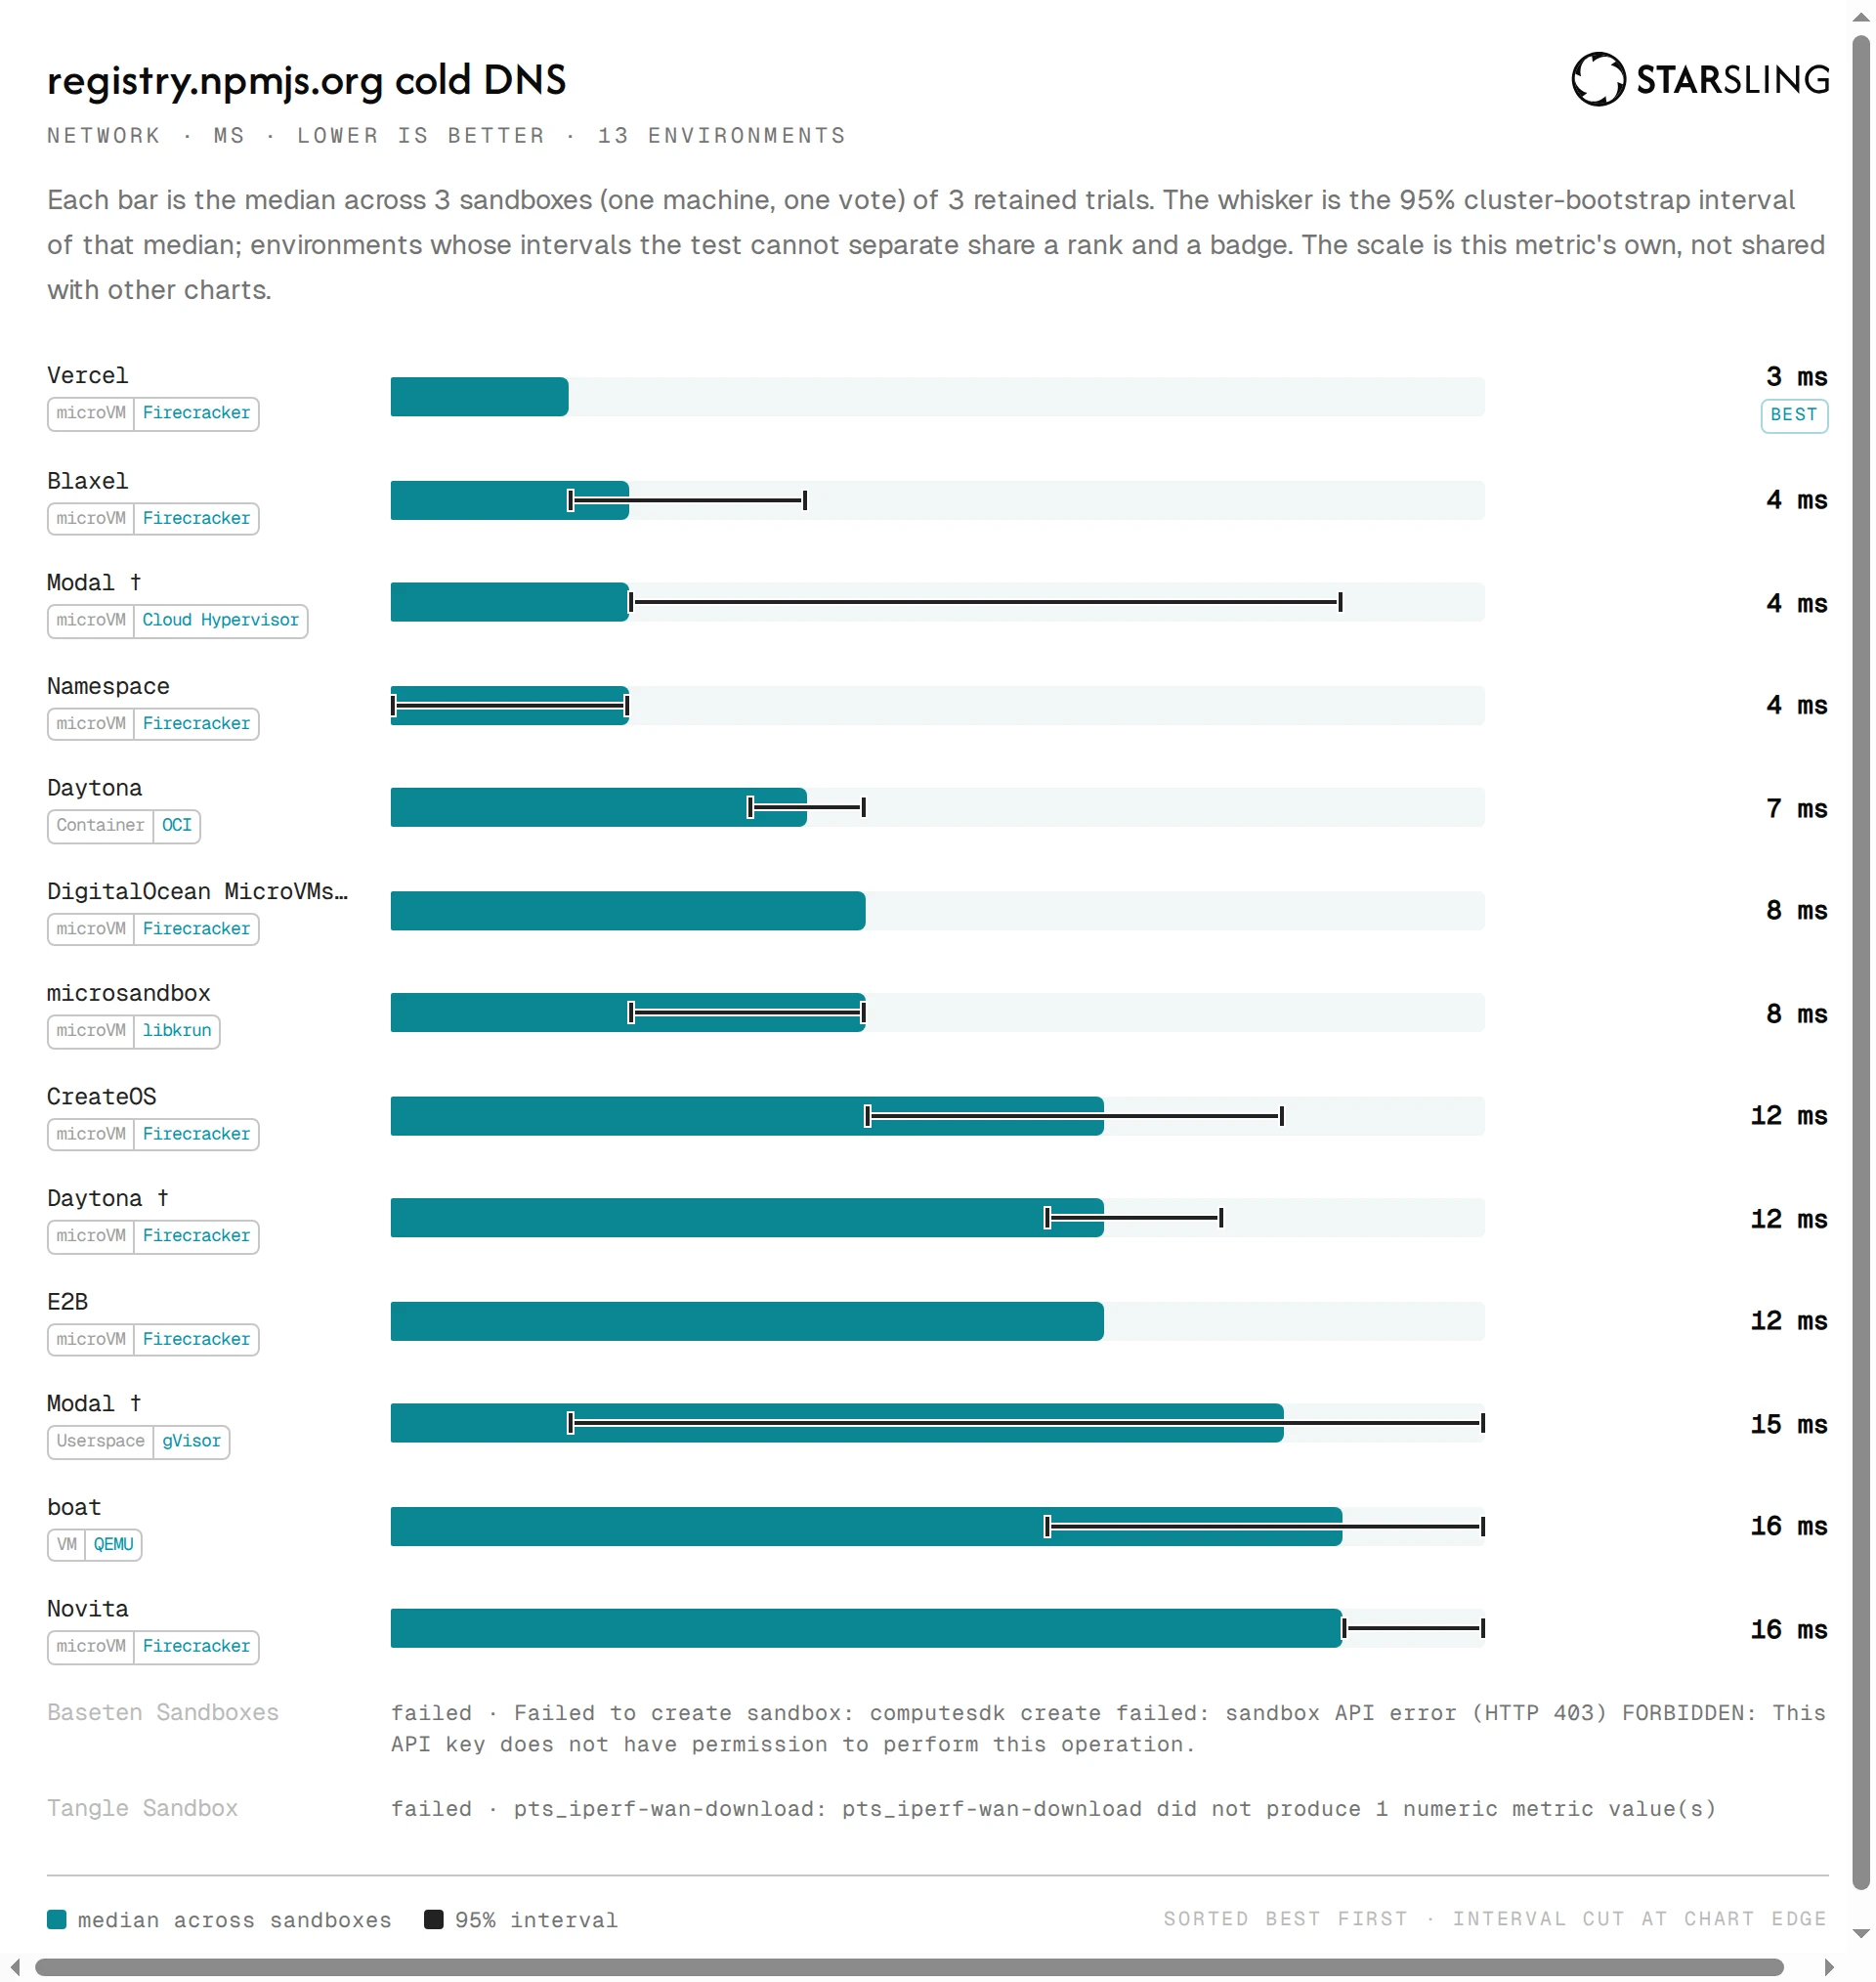 registry.npmjs.org cold DNS
STARSLING
NETWORK · MS · LOWER IS BETTER · 13 ENVIRONMENTS
Each bar is the median across 3 sandboxes (one machine, one vote) of 3 retained trials. The whisker is the 95% cluster-bootstrap interval
of that median; environments whose intervals the test cannot separate share a rank and a badge. The scale is this metric's own, not shared
with other charts.
Vercel
microVM Firecracker
3 ms
BEST
Blaxel
microVM Firecracker
4 ms
Modal †
microVM Cloud Hypervisor
4 ms
Namespace
microVM Firecracker
4 ms
Daytona
Container OCI
7 ms
DigitalOcean MicroVMs…
microVM Firecracker
8 ms
microsandbox
microVM libkrun
8 ms
CreateOS
microVM Firecracker
12 ms
Daytona †
microVM Firecracker
12 ms
E2B
microVM Firecracker
12 ms
Modal †
Userspace gVisor
15 ms
boat
VM QEMU
16 ms
Novita
microVM Firecracker
16 ms
Baseten Sandboxes
failed · Failed to create sandbox: computesdk create failed: sandbox API error (HTTP 403) FORBIDDEN: This
API key does not have permission to perform this operation.
Tangle Sandbox
failed · pts_iperf-wan-download: pts_iperf-wan-download did not produce 1 numeric metric value(s)
median across sandboxes 95% interval
SORTED BEST FIRST · INTERVAL CUT AT CHART EDGE